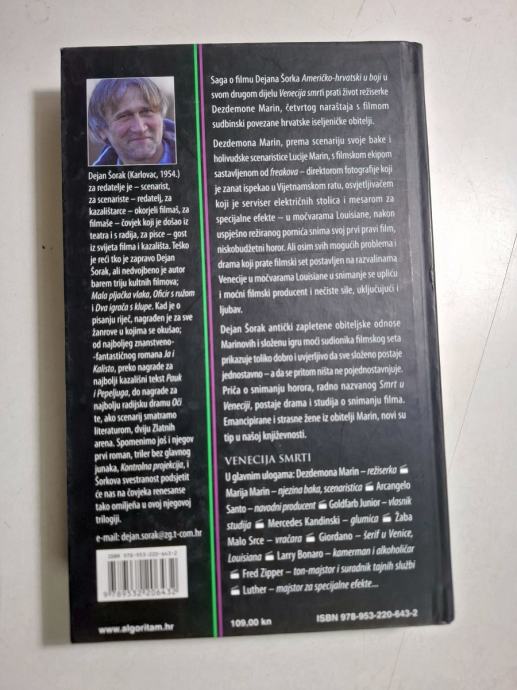 Dejan Šorak (Karlovac, 1954.)
za redatelje je – scenarist,
za scenariste – redatelj, za
kazalištarce – okorjeli filmaš, za
filmaše – čovjek koji je došao iz
teatra i s radija, za pisce – gost
iz svijeta filma i kazališta. Teško
je reći tko je zapravo Dejan
Šorak, ali nedvojbeno je autor
barem triju kultnih filmova;
Mala pljačka vlaka, Oficir s ružom
i Dva igrača s klupe. Kad je o
pisanju riječ, nagrađen je za sve
žanrove u kojima se okušao;
od najboljeg znanstveno-
-fantastičnog romana Ja i
Kalisto, preko nagrade za
najbolji kazališni tekst Pauk
i Pepeljuga, do nagrade za
najbolju radijsku dramu Oči
te, ako scenarij smatramo
literaturom, dviju Zlatnih
arena. Spomenimo još i njegov
prvi roman, triler bez glavnog
junaka, Kontrolna projekcija, i
Šorkova svestranost podsjetit
će nas na čovjeka renesanse
tako omiljela u ovoj njegovoj
trilogiji.
e-mail: dejan.sorak@zg.t-com.hr
ISBN 978-953-220-643-2
9789532206432
www.algoritam.hr
Saga o filmu Dejana Šorka Američko-hrvatski u boji u
svom drugom dijelu Venecija smrti prati život režiserke
Dezdemone Marin, četvrtog naraštaja s filmom
sudbinski povezane hrvatske iseljeničke obitelji.
Dezdemona Marin, prema scenariju svoje bake i
holivudske scenaristice Lucije Marin, s filmskom ekipom
sastavljenom od freakova – direktorom fotografije koji
je zanat ispekao u Vijetnamskom ratu, osvjetljivačem
koji je serviser električnih stolica i mesarom za
specijalne efekte – u močvarama Louisiane, nakon
uspješno režiranog pornića snima svoj prvi pravi film,
niskobudžetni horor. Ali osim svih mogućih problema i
drama koji prate filmski set postavljen na razvalinama
Venecije u močvarama Louisiane u snimanje se upliću
i moćni filmski producent i nečiste sile, uključujući i
ljubav.
Dejan Šorak antički zapletene obiteljske odnose
Marinovih i složenu igru moći sudionika filmskog seta
prikazuje toliko dobro i uvjerljivo da sve složeno postaje
jednostavno – a da se pritom ništa ne pojednostavnjuje.
Priča o snimanju horora, radno nazvanog Smrt u
Veneciji, postaje drama i studija o snimanju filma.
Emancipirane i strasne žene iz obitelji Marin, novi su
tip u našoj književnosti.
VENECIJA SMRTI
U glavnim ulogama: Dezdemona Marin – režiserka
Marija Marin – njezina baka, scenaristica Arcangelo
Santo – navodni producent Goldfarb Junior – vlasnik
studija Mercedes Kandinski – glumica Žaba
Malo Srce – vračara Giordano – šerif u Venice,
Louisiana Larry Bonaro – kamerman i alkoholičar
Fred Zipper – ton-majstor i suradnik tajnih službi
Luther – majstor za specijalne efekte...
109,00 kn
ISBN 978-953-220-643-2